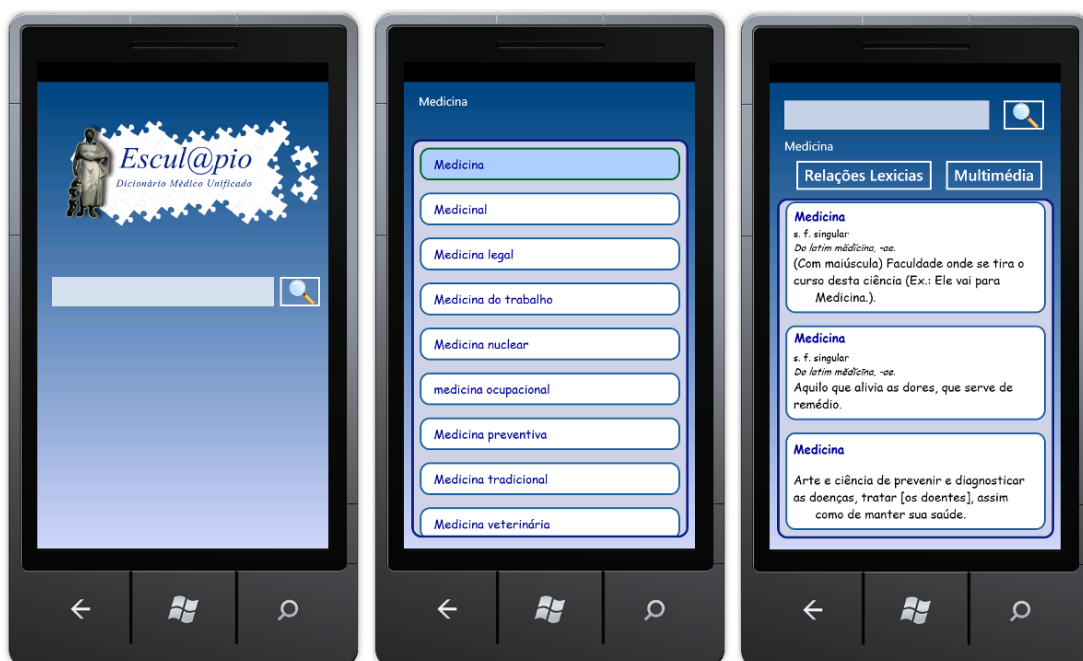 Escul@pio
Dicionário Médico Unificado
Medicina
Medicina
Medicinal
Medicina legal
Medicina do trabalho
Medicina nuclear
medicina ocupacional
Medicina preventiva
Medicina tradicional
Medicina veterinária
Medicina
Relações Lexicias
Multimédia
Medicina
s. f. singular
Do latim mĕdĭcīna, -ae.
(Com maiúscula) Faculdade onde se tira o
curso desta ciência (Ex.: Ele vai para
Medicina.).
Medicina
s. f. singular
Do latim mĕdĭcīna, -ae.
Aquilo que alivia as dores, que serve de
remédio.
Medicina
Arte e ciência de prevenir e diagnosticar
as doenças, tratar [os doentes], assim
como de manter sua saúde.